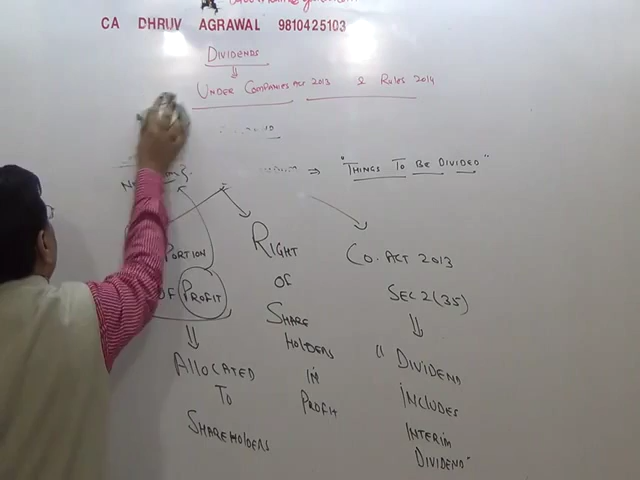 CA DHRUV AGRAWAL 9810425103
DIVIDENDS
UNDER COMPANIES ACT 2013 & RULES 2014
⇒ "THINGS TO BE DIVIDED"
PORTION
OF PROFIT
ALLOCATED
TO
SHAREHOLDERS
RIGHT
OF
SHARE
HOLDERS
IN
PROFIT
CO. ACT 2013
SEC 2(35)
"DIVIDEND
INCLUDES
INTERIM
DIVIDEND"